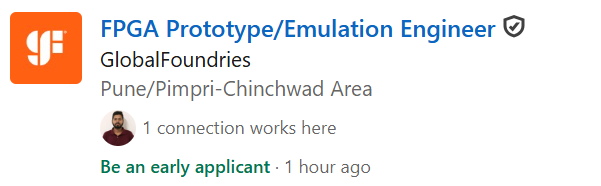 GF
FPGA Prototype/Emulation Engineer
GlobalFoundries
Pune/Pimpri-Chinchwad Area
1 connection works here
Be an early applicant · 1 hour ago